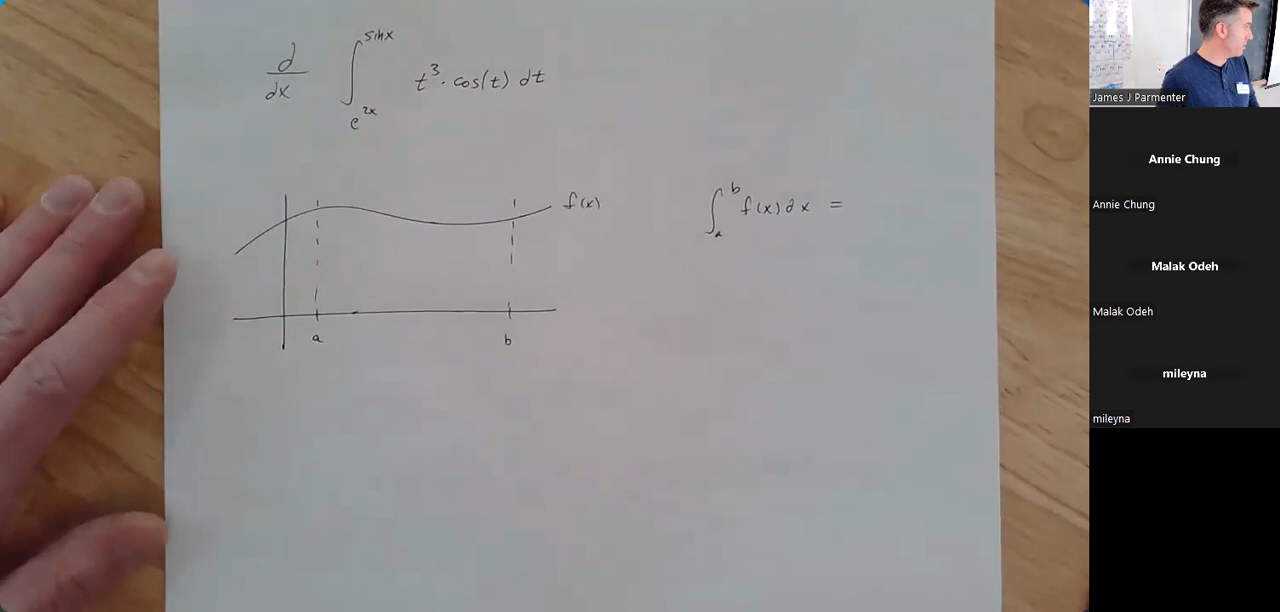 d/dx ∫_{e^{2x}}^{sinx} t³·cos(t) dt
f(x)
∫_a^b f(x)dx =
a b
James J Parmenter
Annie Chung
Annie Chung
Malak Odeh
Malak Odeh
mileyna
mileyna